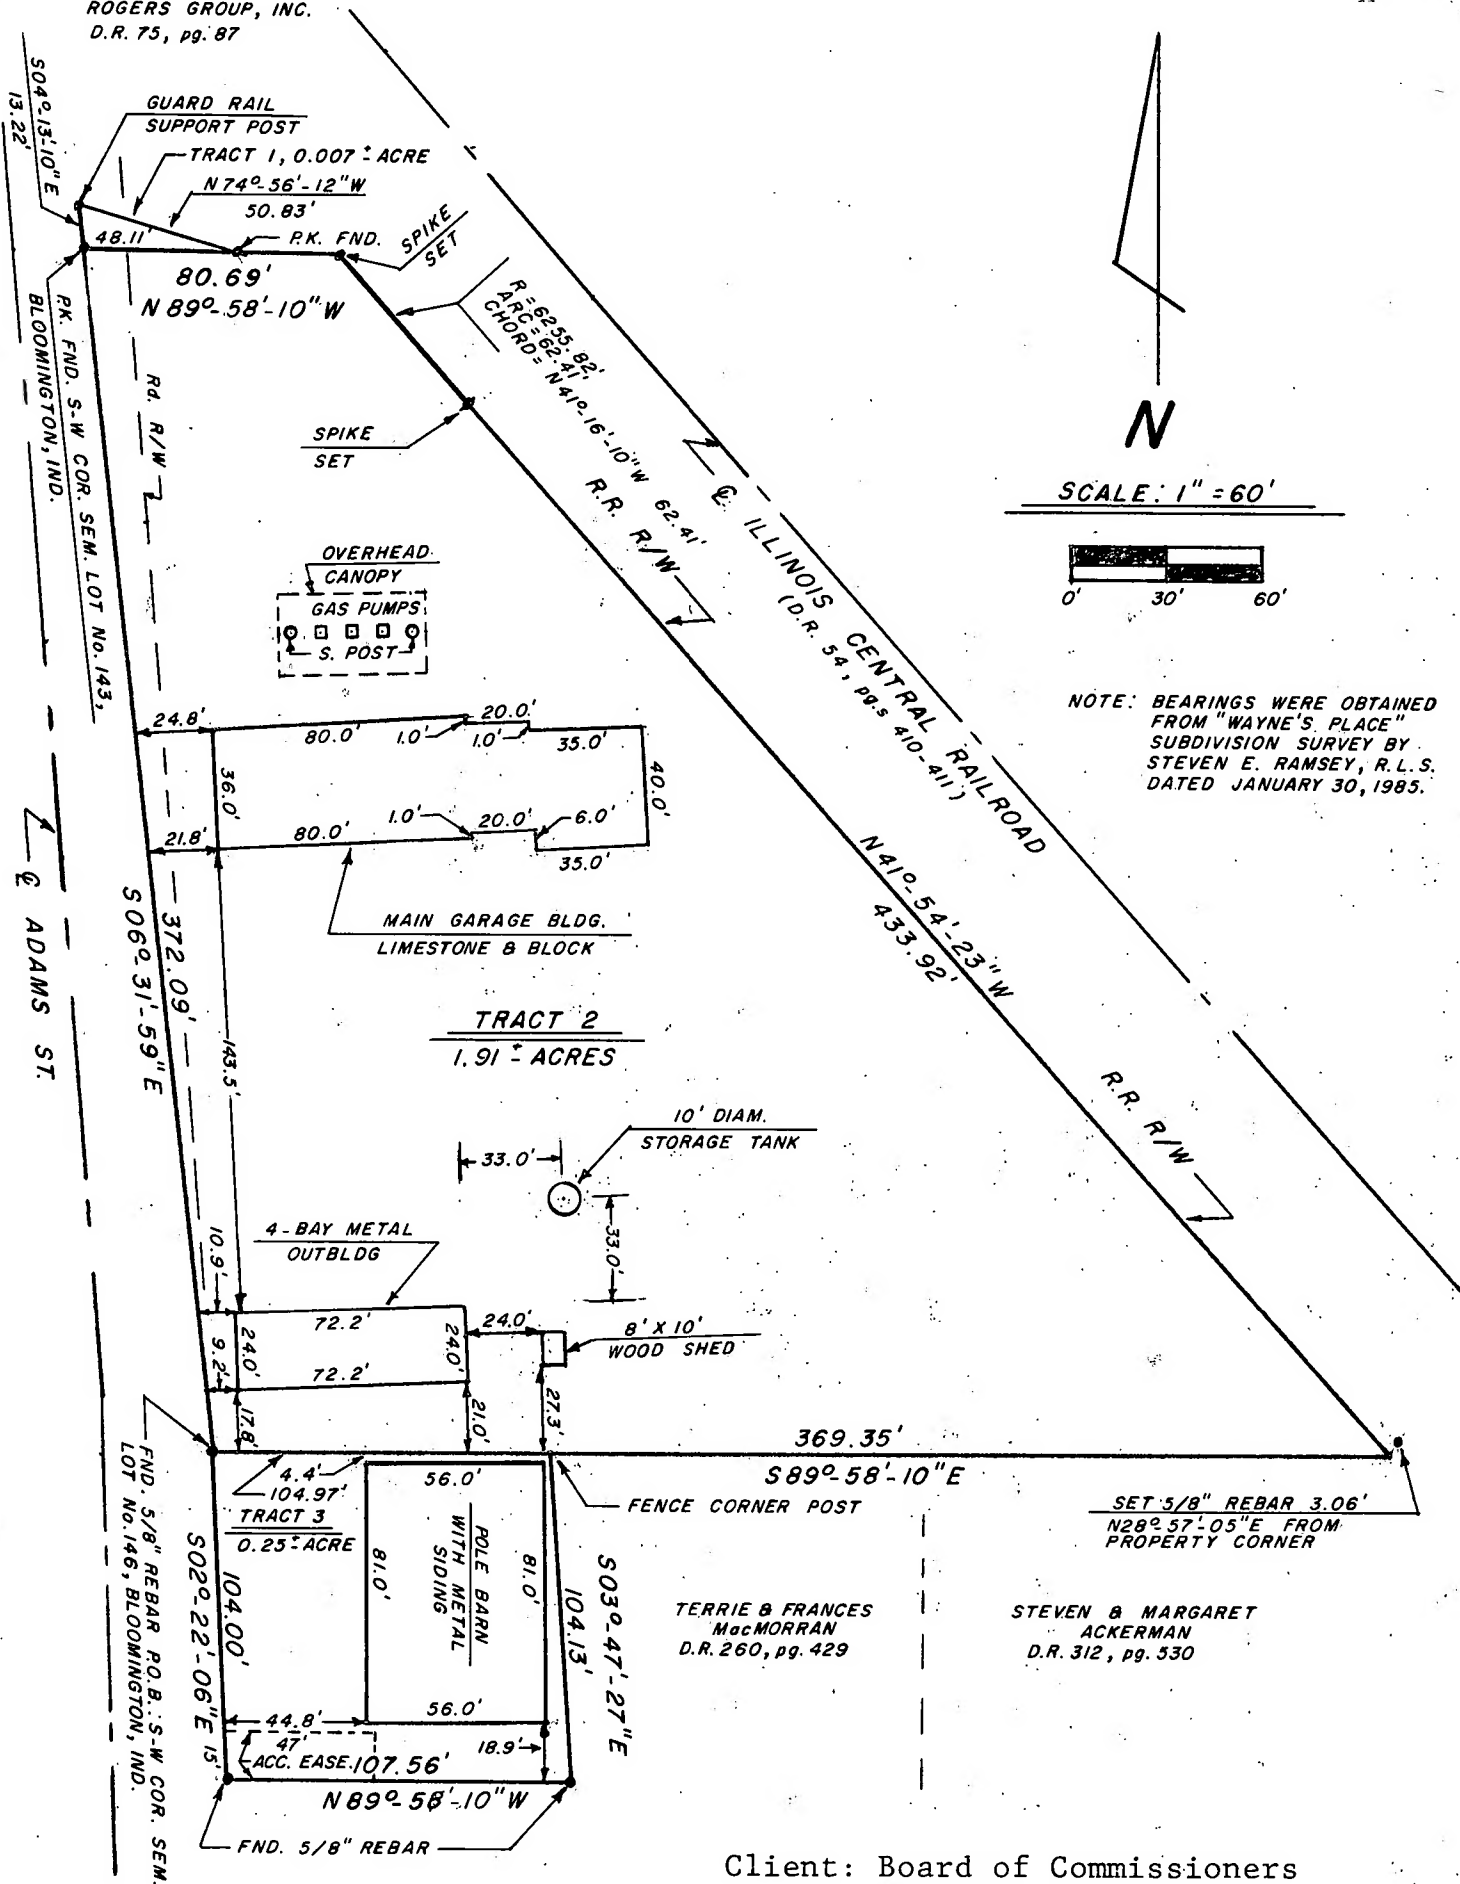 ROGERS GROUP, INC.
D.R. 75, pg. 87
S04°-13'-10"E
13.22'
GUARD RAIL
SUPPORT POST
TRACT 1, 0.007 ± ACRE
N74°-56'-12"W
50.83'
48.11'
P.K. FND.
SPIKE
SET
80.69'
N 89°-58'-10"W
R = 6255.82'
ARC = 62.41'
CHORD = N41°-16'-10"W 62.41'
PK. FND. S-W COR. SEM. LOT No. 143,
BLOOMINGTON, IND.
Rd. R/W
SPIKE
SET
R.R. R/W
℄ ILLINOIS CENTRAL RAILROAD
(D.R. 54, pg.s 410-411)
N
SCALE: 1" = 60'
0' 30' 60'
NOTE: BEARINGS WERE OBTAINED
FROM "WAYNE'S PLACE"
SUBDIVISION SURVEY BY
STEVEN E. RAMSEY, R.L.S.
DATED JANUARY 30, 1985.
OVERHEAD
CANOPY
GAS PUMPS
S. POST
24.8'
80.0'
1.0'
20.0'
1.0'
35.0'
36.0'
40.0'
21.8'
80.0'
1.0'
20.0'
6.0'
35.0'
MAIN GARAGE BLDG.
LIMESTONE & BLOCK
N41°-54'-23"W
433.92'
372.09'
S06°-31'-59"E
℄ ADAMS ST.
143.5'
TRACT 2
1.91 ± ACRES
10' DIAM.
STORAGE TANK
33.0'
33.0'
R.R. R/W
4-BAY METAL
OUTBLDG
10.9'
72.2'
24.0'
24.0'
24.0'
8' X 10'
WOOD SHED
9.2'
72.2'
17.8'
21.0'
27.3'
369.35'
S89°-58'-10"E
SET 5/8" REBAR 3.06'
N28°-57'-05"E FROM
PROPERTY CORNER
FND. 5/8" REBAR P.O.B.: S-W COR. SEM.
LOT No. 146, BLOOMINGTON, IND.
4.4'
104.97'
56.0'
FENCE CORNER POST
TRACT 3
0.25 ± ACRE
81.0'
POLE BARN
WITH METAL
SIDING
81.0'
S02°-22'-06"E
104.00'
S03°-47'-27"E
104.13'
TERRIE & FRANCES
MacMORRAN
D.R. 260, pg. 429
STEVEN & MARGARET
ACKERMAN
D.R. 312, pg. 530
44.8'
56.0'
47'
15'
ACC. EASE.
18.9'
107.56'
N89°-58'-10"W
FND. 5/8" REBAR
Client: Board of Commissioners